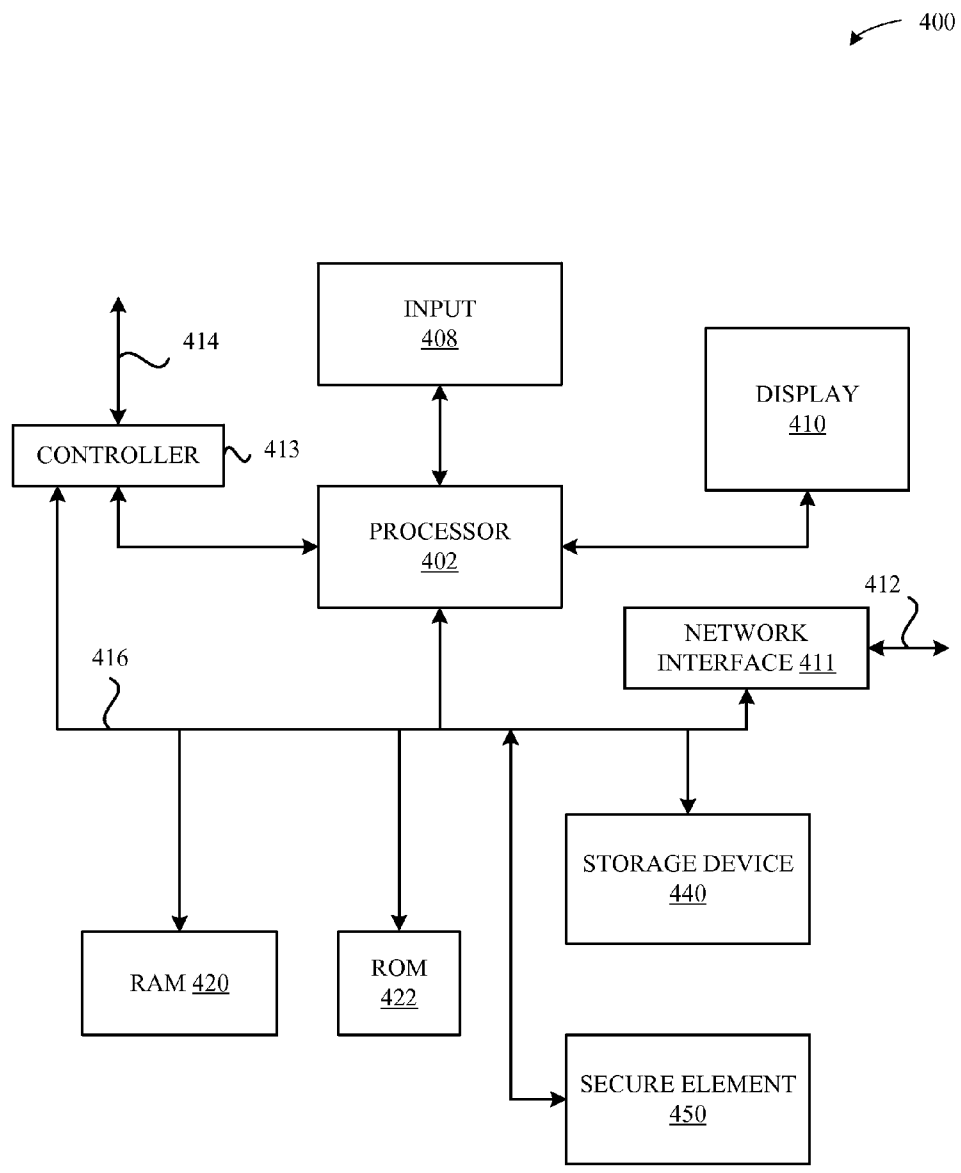 400
INPUT
408
414
DISPLAY
410
CONTROLLER
413
PROCESSOR
402
412
NETWORK
INTERFACE 411
416
STORAGE DEVICE
440
RAM 420
ROM
422
SECURE ELEMENT
450